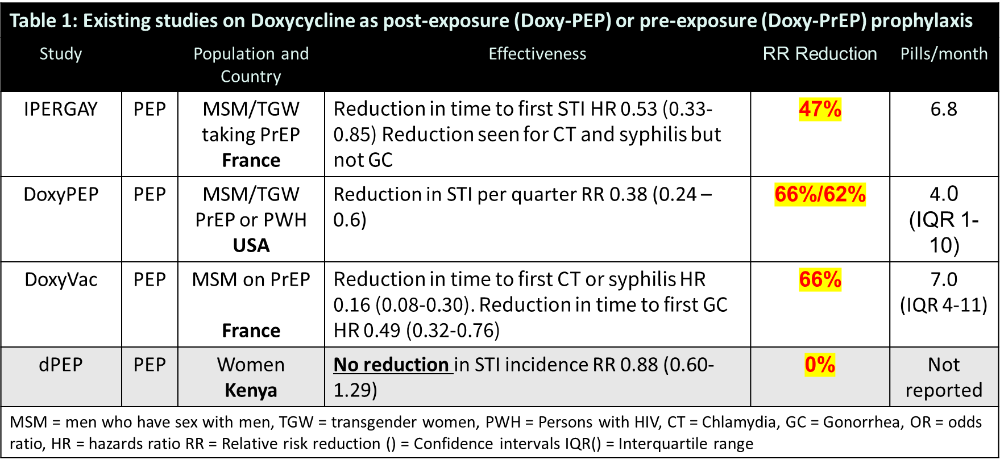 Table 1: Existing studies on Doxycycline as post-exposure (Doxy-PEP) or pre-exposure (Doxy-PrEP) prophylaxis
Study Population and Effectiveness RR Reduction Pills/month
Country
IPERGAY PEP MSM/TGW Reduction in time to first STI HR 0.53 (0.33- 47% 6.8
taking PrEP 0.85) Reduction seen for CT and syphilis but
France not GC
DoxyPEP PEP MSM/TGW Reduction in STI per quarter RR 0.38 (0.24 – 66%/62% 4.0
PrEP or PWH 0.6) (IQR 1-
USA 10)
DoxyVac PEP MSM on PrEP Reduction in time to first CT or syphilis HR 66% 7.0
0.16 (0.08-0.30). Reduction in time to first GC (IQR 4-11)
France HR 0.49 (0.32-0.76)
dPEP PEP Women No reduction in STI incidence RR 0.88 (0.60- 0% Not
Kenya 1.29) reported
MSM = men who have sex with men, TGW = transgender women, PWH = Persons with HIV, CT = Chlamydia, GC = Gonorrhea, OR = odds
ratio, HR = hazards ratio RR = Relative risk reduction () = Confidence intervals IQR() = Interquartile range